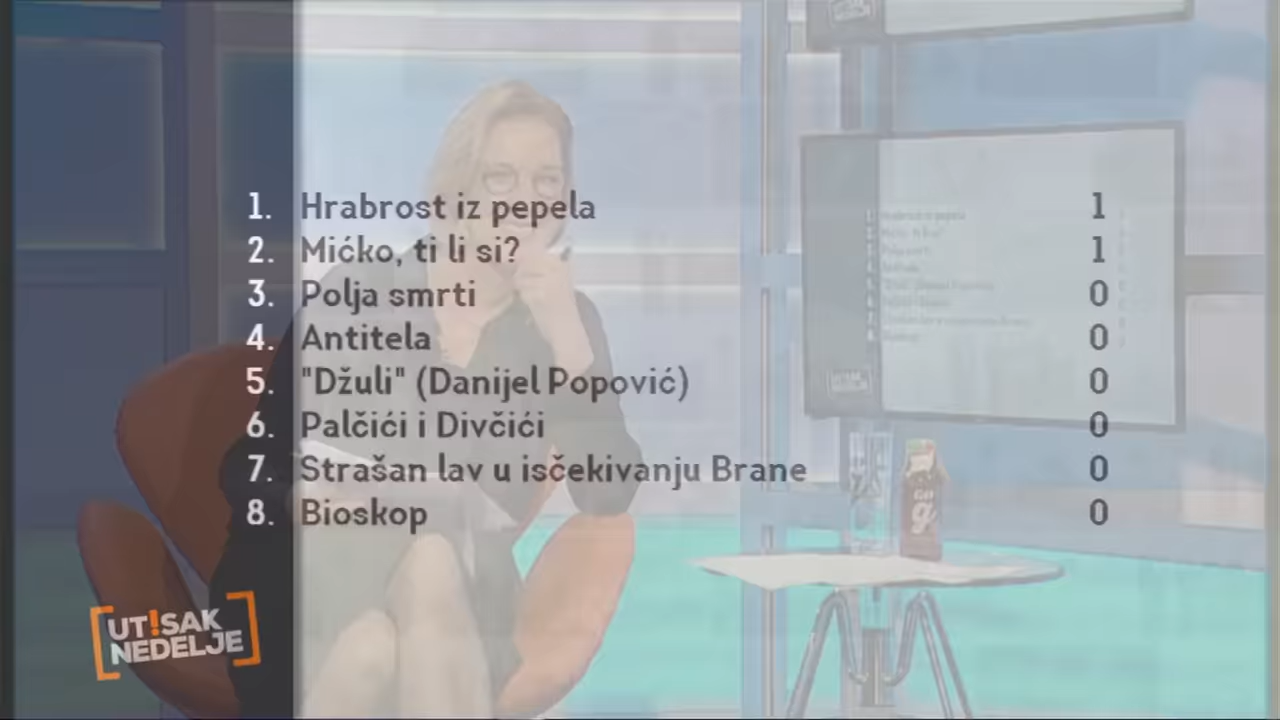 1. Hrabrost iz pepela 1
2. Mićko, ti li si? 1
3. Polja smrti 0
4. Antitela 0
5. "Džuli" (Danijel Popović) 0
6. Palčići i Divčići 0
7. Strašan lav u isčekivanju Brane 0
8. Bioskop 0
UT!SAK
NEDELJE